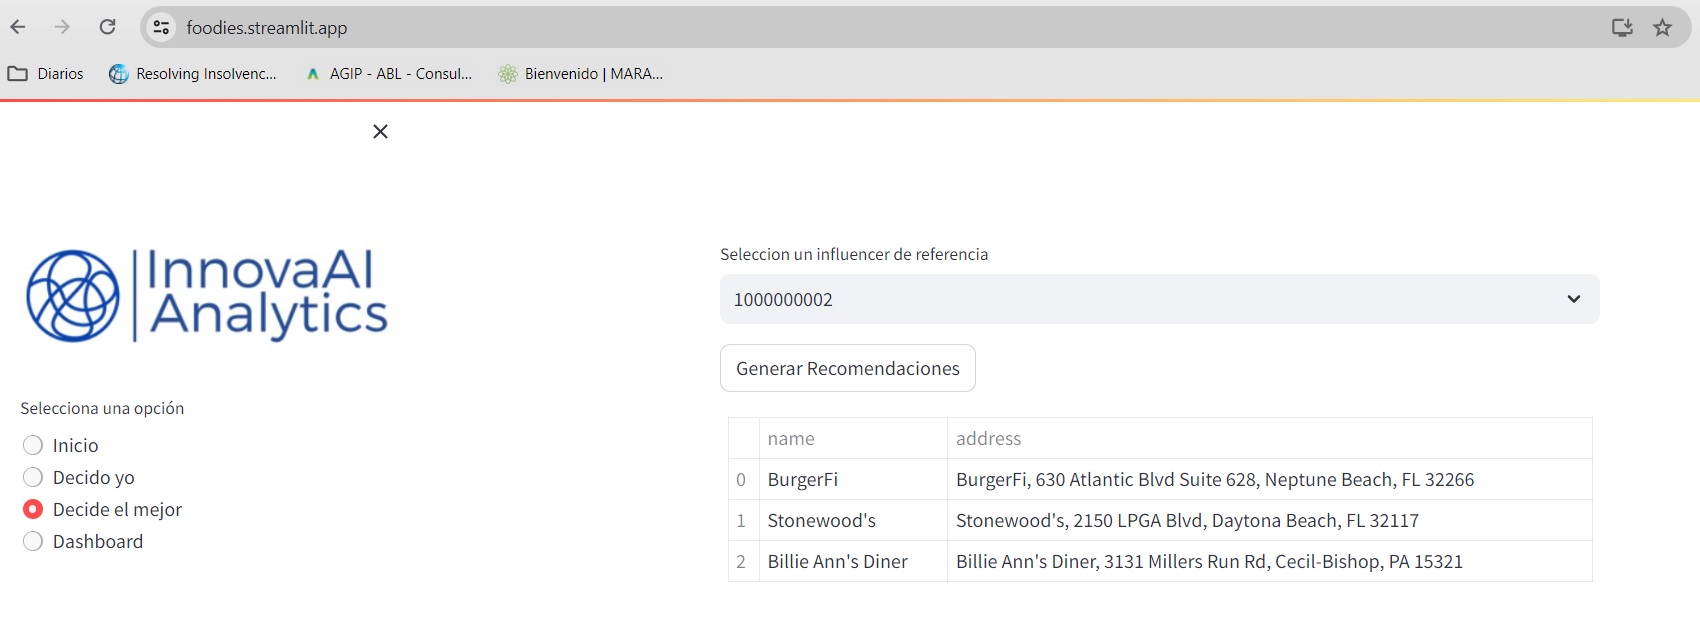 foodies.streamlit.app
Diarios
Resolving Insolvenc...
AGIP - ABL - Consul...
Bienvenido | MARA...
InnovaAI
Analytics
Selecciona una opción
Inicio
Decido yo
Decide el mejor
Dashboard
Seleccion un influencer de referencia
1000000002
Generar Recomendaciones
name address
0 BurgerFi BurgerFi, 630 Atlantic Blvd Suite 628, Neptune Beach, FL 32266
1 Stonewood's Stonewood's, 2150 LPGA Blvd, Daytona Beach, FL 32117
2 Billie Ann's Diner Billie Ann's Diner, 3131 Millers Run Rd, Cecil-Bishop, PA 15321